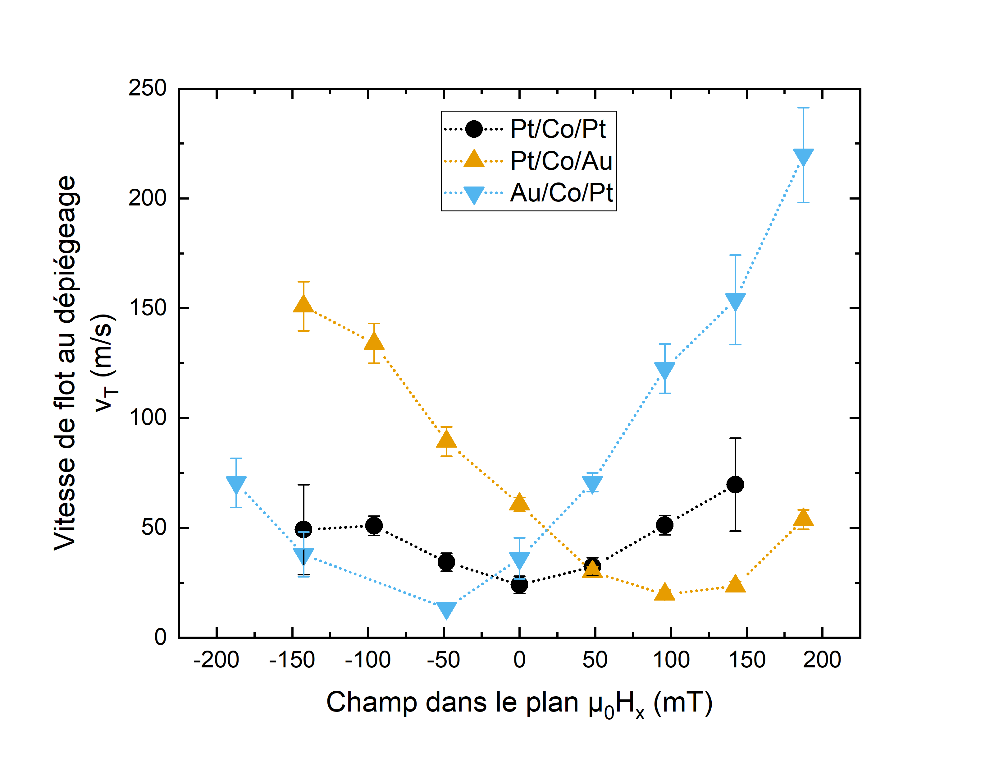 250
200
150
100
50
0
Vitesse de flot au dépiégeage
v_T (m/s)
Pt/Co/Pt
Pt/Co/Au
Au/Co/Pt
-200 -150 -100 -50 0 50 100 150 200
Champ dans le plan µ₀Hₓ (mT)